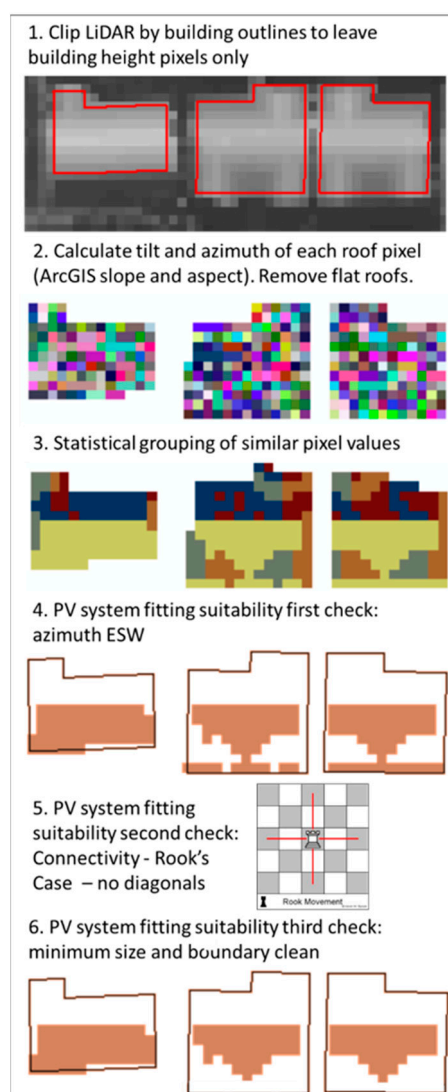 1. Clip LiDAR by building outlines to leave
building height pixels only
2. Calculate tilt and azimuth of each roof pixel
(ArcGIS slope and aspect). Remove flat roofs.
3. Statistical grouping of similar pixel values
4. PV system fitting suitability first check:
azimuth ESW
5. PV system fitting
suitability second check:
Connectivity - Rook's
Case – no diagonals
Rook Movement
6. PV system fitting suitability third check:
minimum size and boundary clean